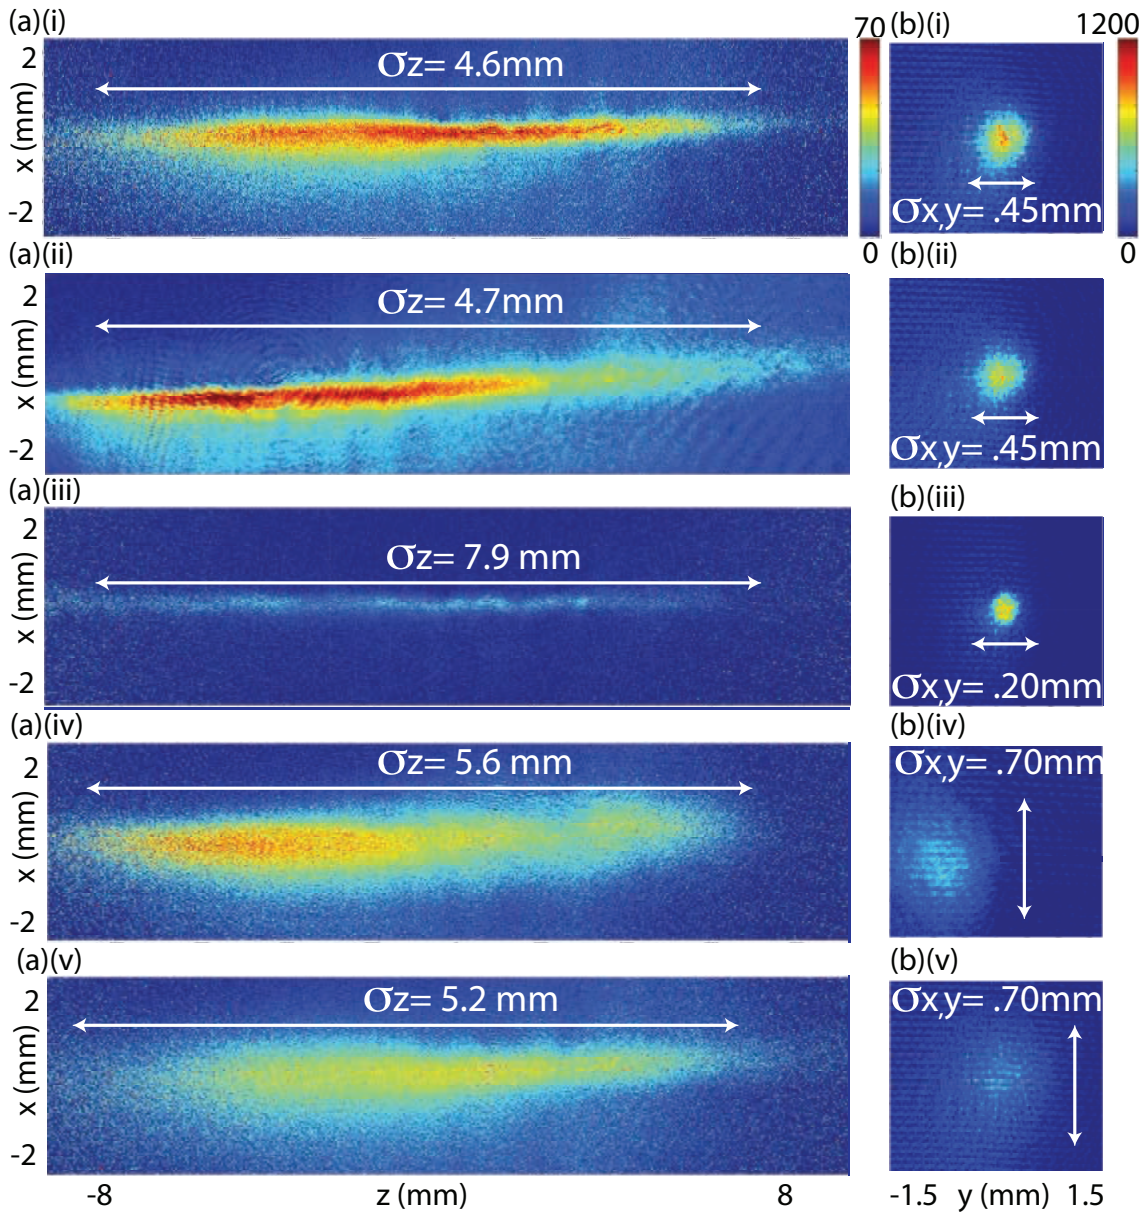 (a)(i)
70
(b)(i)
1200
2
σz= 4.6mm
x (mm)
-2
σx,y= .45mm
0
0
(a)(ii)
(b)(ii)
2
σz= 4.7mm
x (mm)
-2
σx,y= .45mm
(a)(iii)
(b)(iii)
2
σz= 7.9 mm
x (mm)
-2
σx,y= .20mm
(a)(iv)
(b)(iv)
2
σz= 5.6 mm
σx,y= .70mm
x (mm)
-2
(a)(v)
(b)(v)
2
σz= 5.2 mm
σx,y= .70mm
x (mm)
-2
-8 z (mm) 8
-1.5 y (mm) 1.5